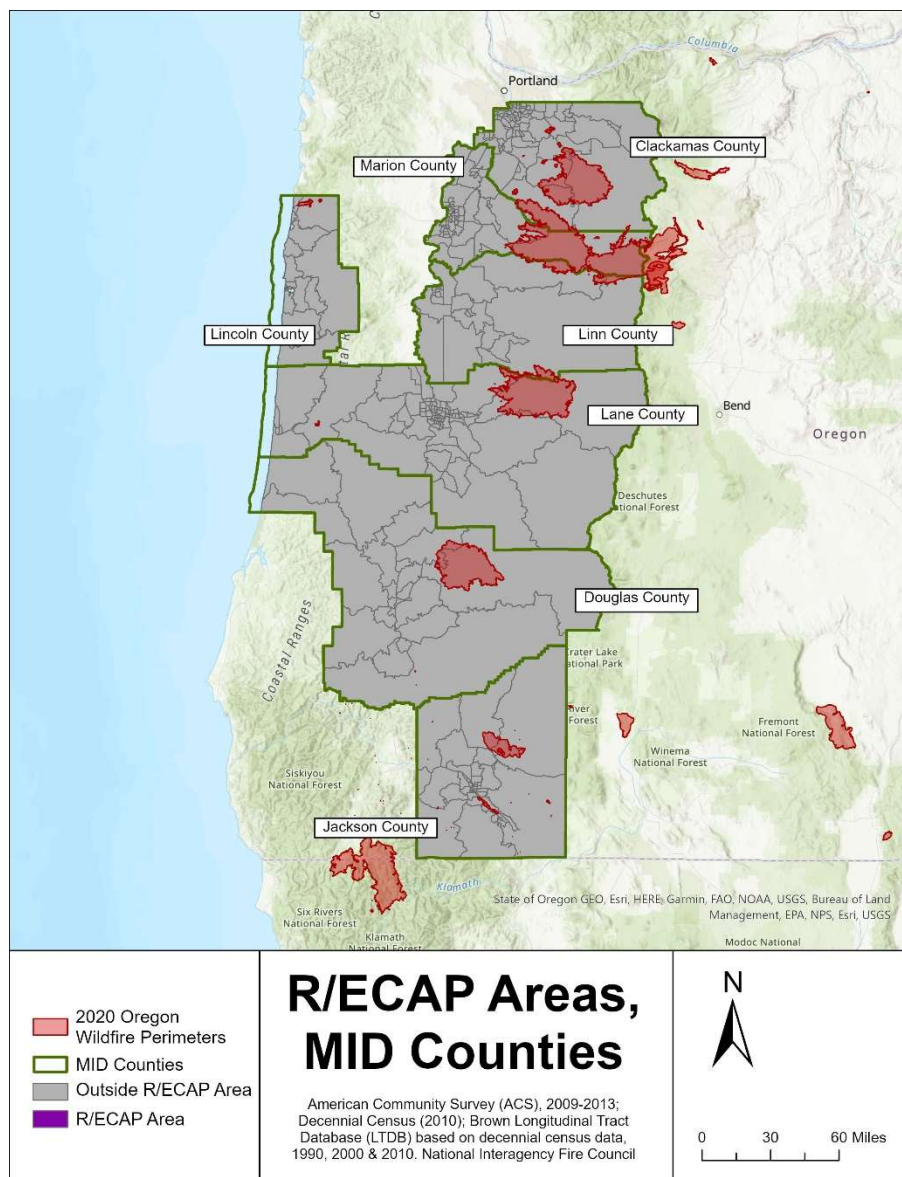 Columbia
Portland
Clackamas County
Marion County
Lincoln County
Linn County
Lane County
Bend
Oregon
Deschutes
National Forest
Douglas County
Coastal Ranges
Crater Lake
National Park
River
Forest
Fremont
National Forest
Winema
National Forest
Siskiyou
National Forest
Jackson County
Klamath
State of Oregon GEO, Esri, HERE, Garmin, FAO, NOAA, USGS, Bureau of Land
Management, EPA, NPS, Esri, USGS
Six Rivers
National Forest
Klamath
National Forest
Modoc National
2020 Oregon
Wildfire Perimeters
MID Counties
Outside R/ECAP Area
R/ECAP Area
R/ECAP Areas,
MID Counties
American Community Survey (ACS), 2009-2013;
Decennial Census (2010); Brown Longitudinal Tract
Database (LTDB) based on decennial census data,
1990, 2000 & 2010. National Interagency Fire Council
N
0 30 60 Miles